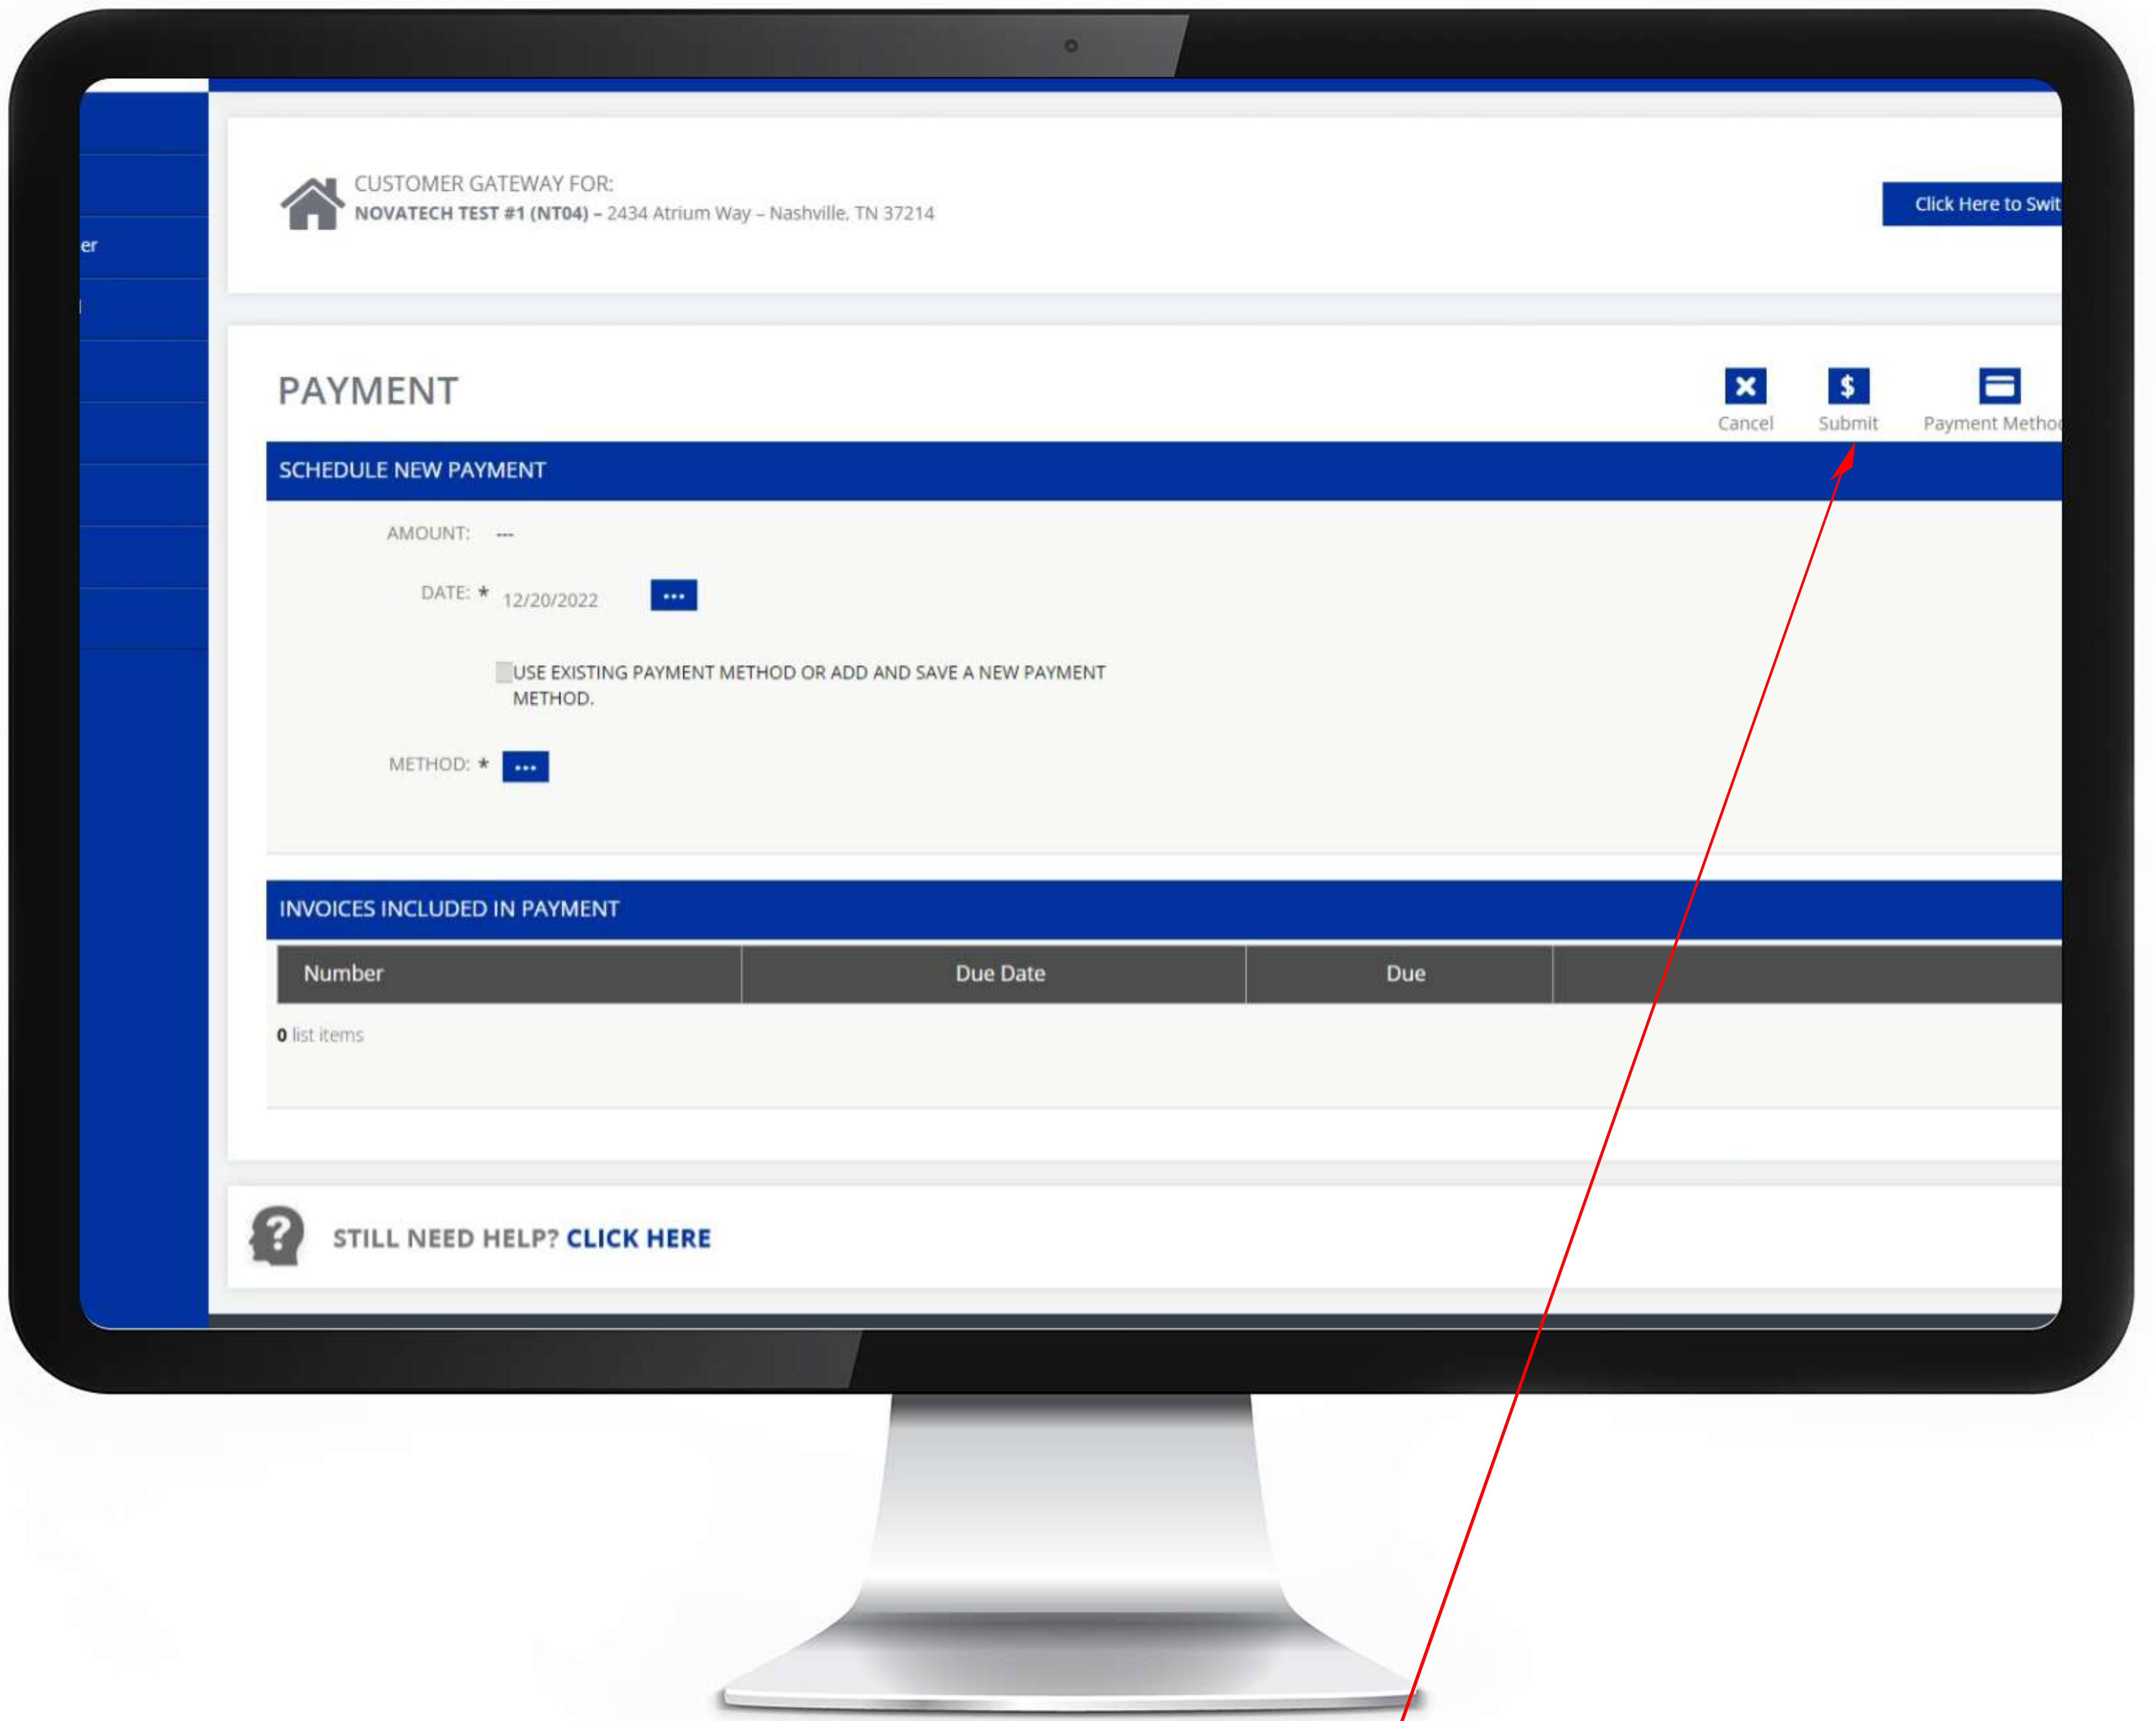 CUSTOMER GATEWAY FOR:
NOVATECH TEST #1 (NT04) – 2434 Atrium Way – Nashville, TN 37214
Click Here to Swit
er
PAYMENT
Cancel
Submit
Payment Metho
SCHEDULE NEW PAYMENT
AMOUNT: ---
DATE: * 12/20/2022
USE EXISTING PAYMENT METHOD OR ADD AND SAVE A NEW PAYMENT
METHOD.
METHOD: *
INVOICES INCLUDED IN PAYMENT
Number
Due Date
Due
0 list items
STILL NEED HELP? CLICK HERE